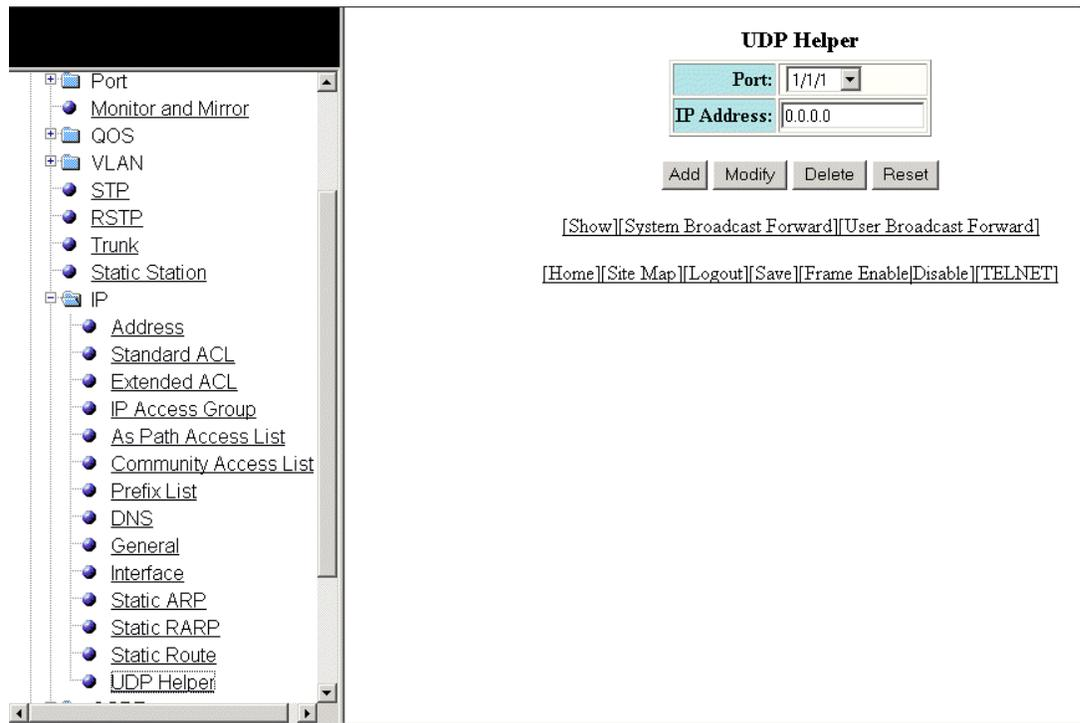 Port
Monitor and Mirror
QOS
VLAN
STP
RSTP
Trunk
Static Station
IP
Address
Standard ACL
Extended ACL
IP Access Group
As Path Access List
Community Access List
Prefix List
DNS
General
Interface
Static ARP
Static RARP
Static Route
UDP Helper
UDP Helper
Port: 1/1/1
IP Address: 0.0.0.0
Add Modify Delete Reset
[Show][System Broadcast Forward][User Broadcast Forward]
[Home][Site Map][Logout][Save][Frame Enable|Disable][TELNET]